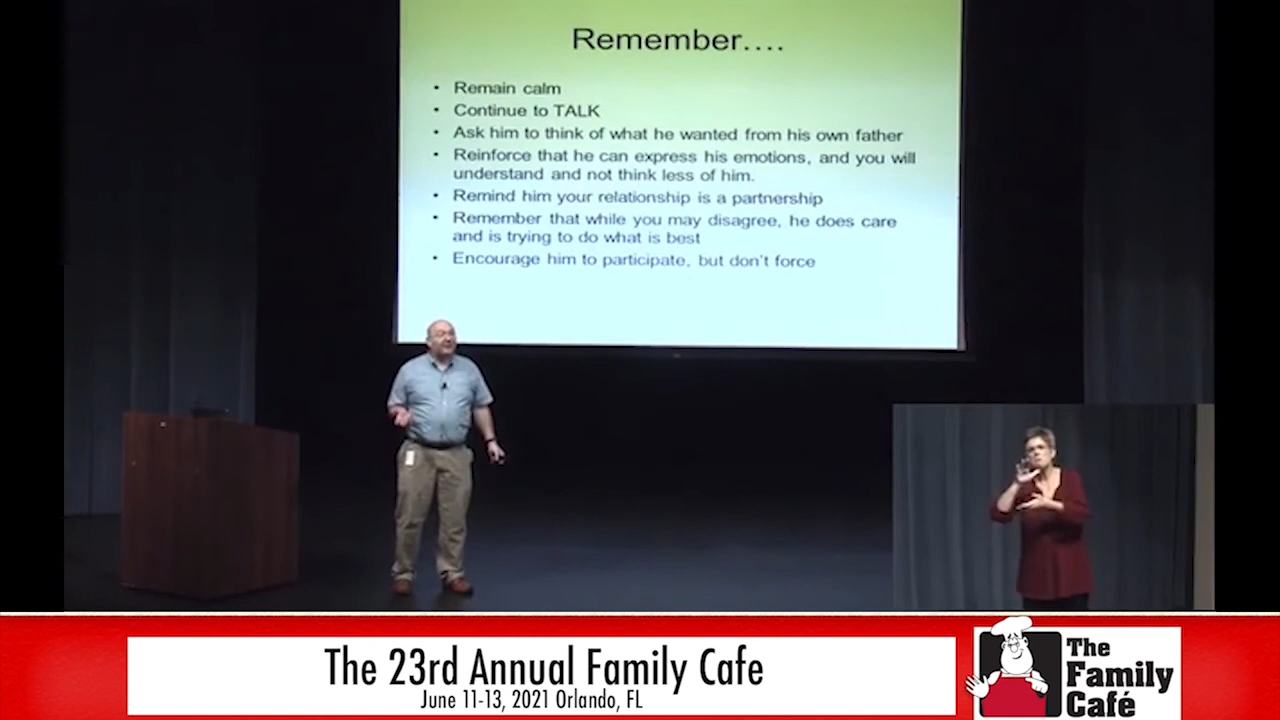 Remember....
• Remain calm
• Continue to TALK
• Ask him to think of what he wanted from his own father
• Reinforce that he can express his emotions, and you will
understand and not think less of him.
• Remind him your relationship is a partnership
• Remember that while you may disagree, he does care
and is trying to do what is best
• Encourage him to participate, but don't force
The 23rd Annual Family Cafe
June 11-13, 2021 Orlando, FL
The
Family
Café